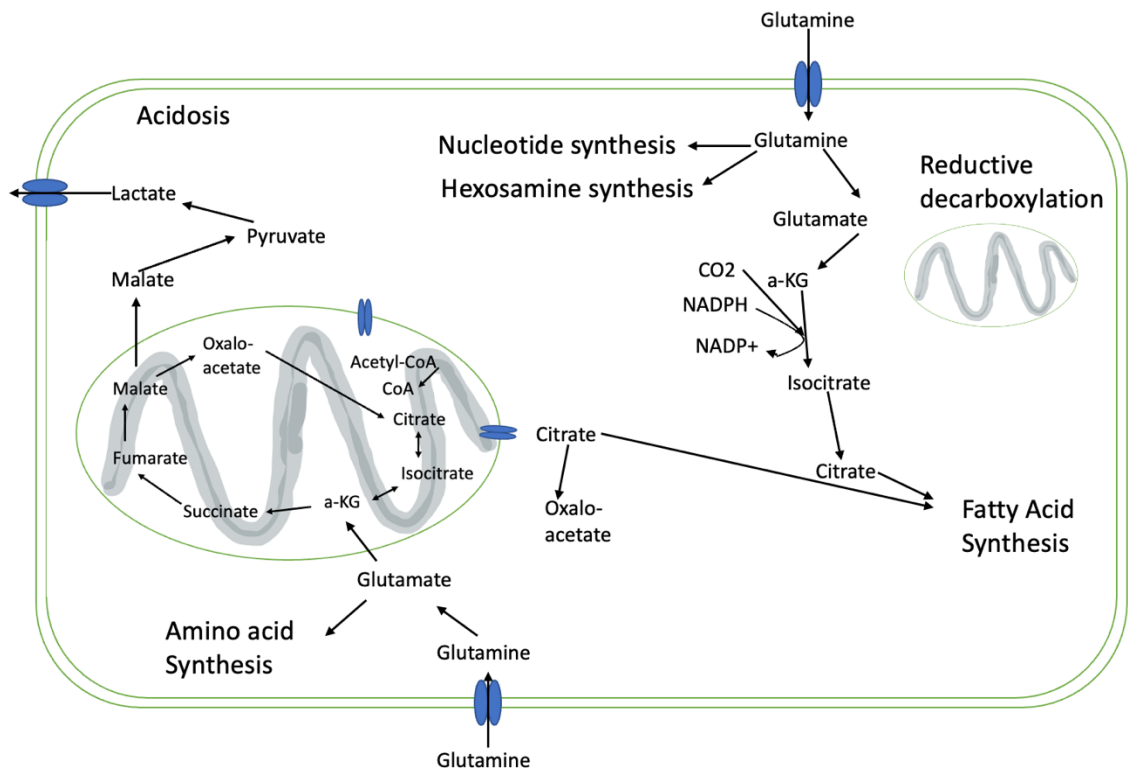 Glutamine
Acidosis
Nucleotide synthesis
Glutamine
Hexosamine synthesis
Reductive
decarboxylation
Lactate
Glutamate
Pyruvate
CO2
a-KG
Malate
NADPH
NADP+
Oxalo-
acetate
Acetyl-CoA
CoA
Malate
Isocitrate
Citrate
Citrate
Fumarate
Isocitrate
Citrate
Succinate
a-KG
Oxalo-
acetate
Fatty Acid
Synthesis
Glutamate
Amino acid
Synthesis
Glutamine
Glutamine